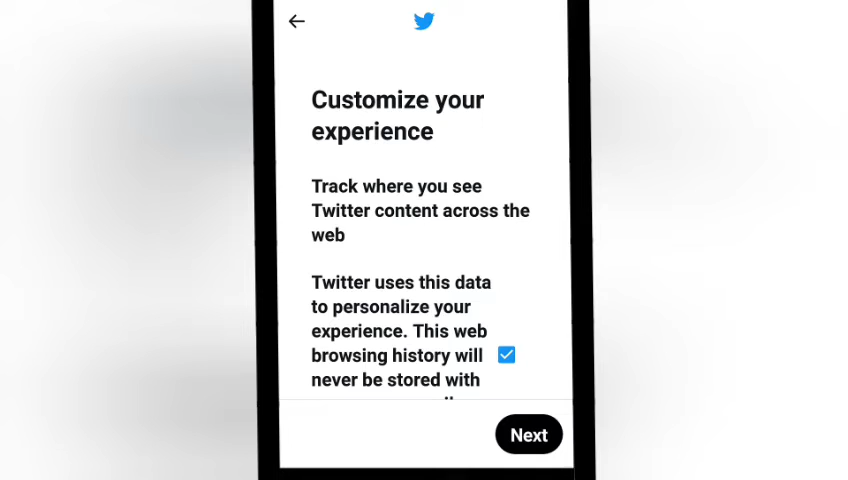 Customize your
experience
Track where you see
Twitter content across the
web
Twitter uses this data
to personalize your
experience. This web
browsing history will
never be stored with
Next